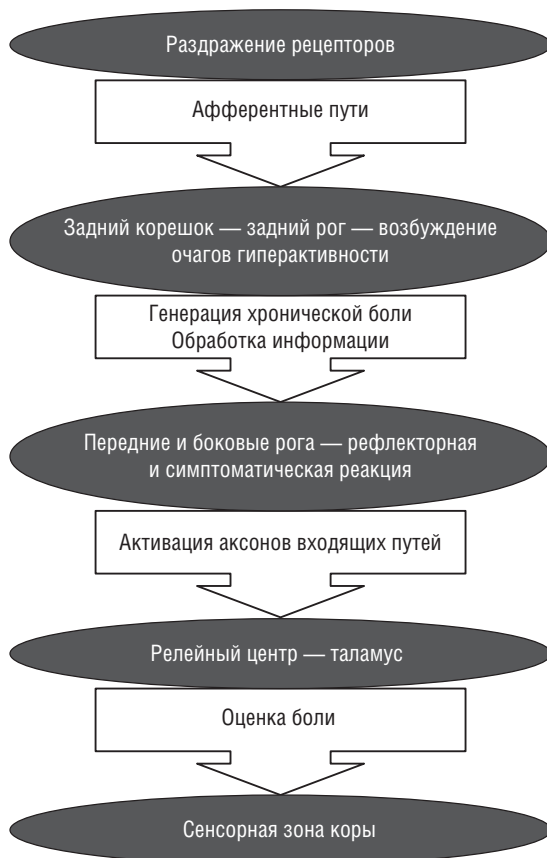 Раздражение рецепторов
Афферентные пути
Задний корешок — задний рог — возбуждение
очагов гиперактивности
Генерация хронической боли
Обработка информации
Передние и боковые рога — рефлекторная
и симптоматическая реакция
Активация аксонов входящих путей
Релейный центр — таламус
Оценка боли
Сенсорная зона коры